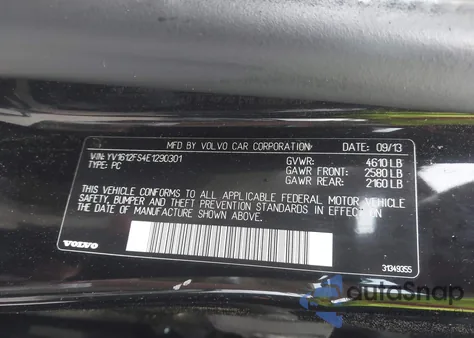 MFD BY VOLVO CAR CORPORATION DATE: 09/13
VIN: YV1612FS4E1290301 GVWR: 4610 LB
TYPE: PC GAWR FRONT: 2580 LB
GAWR REAR: 2160 LB
THIS VEHICLE CONFORMS TO ALL APPLICABLE FEDERAL MOTOR VEHICLE
SAFETY, BUMPER AND THEFT PREVENTION STANDARDS IN EFFECT ON
THE DATE OF MANUFACTURE SHOWN ABOVE.
VOLVO
31349355
autoSnap